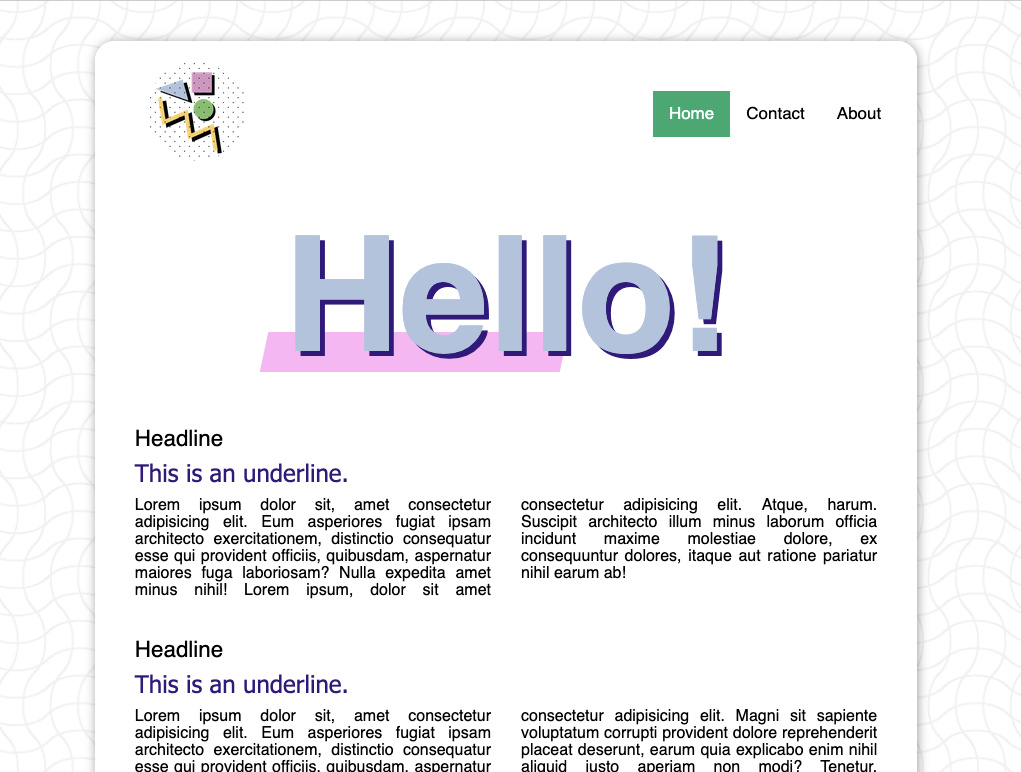 Home Contact About
Hello!
Headline
This is an underline.
Lorem ipsum dolor sit, amet consectetur
adipisicing elit. Eum asperiores fugiat ipsam
architecto exercitationem, distinctio consequatur
esse qui provident officiis, quibusdam, aspernatur
maiores fuga laboriosam? Nulla expedita amet
minus nihil! Lorem ipsum, dolor sit amet
consectetur adipisicing elit. Atque, harum.
Suscipit architecto illum minus laborum officia
incidunt maxime molestiae dolore, ex
consequuntur dolores, itaque aut ratione pariatur
nihil earum ab!
Headline
This is an underline.
Lorem ipsum dolor sit, amet consectetur
adipisicing elit. Eum asperiores fugiat ipsam
architecto exercitationem, distinctio consequatur
esse qui provident officiis, quibusdam, aspernatur
consectetur adipisicing elit. Magni sit sapiente
voluptatum corrupti provident dolore reprehenderit
placeat deserunt, earum quia explicabo enim nihil
aliquid iusto aperiam non modi? Tenetur,